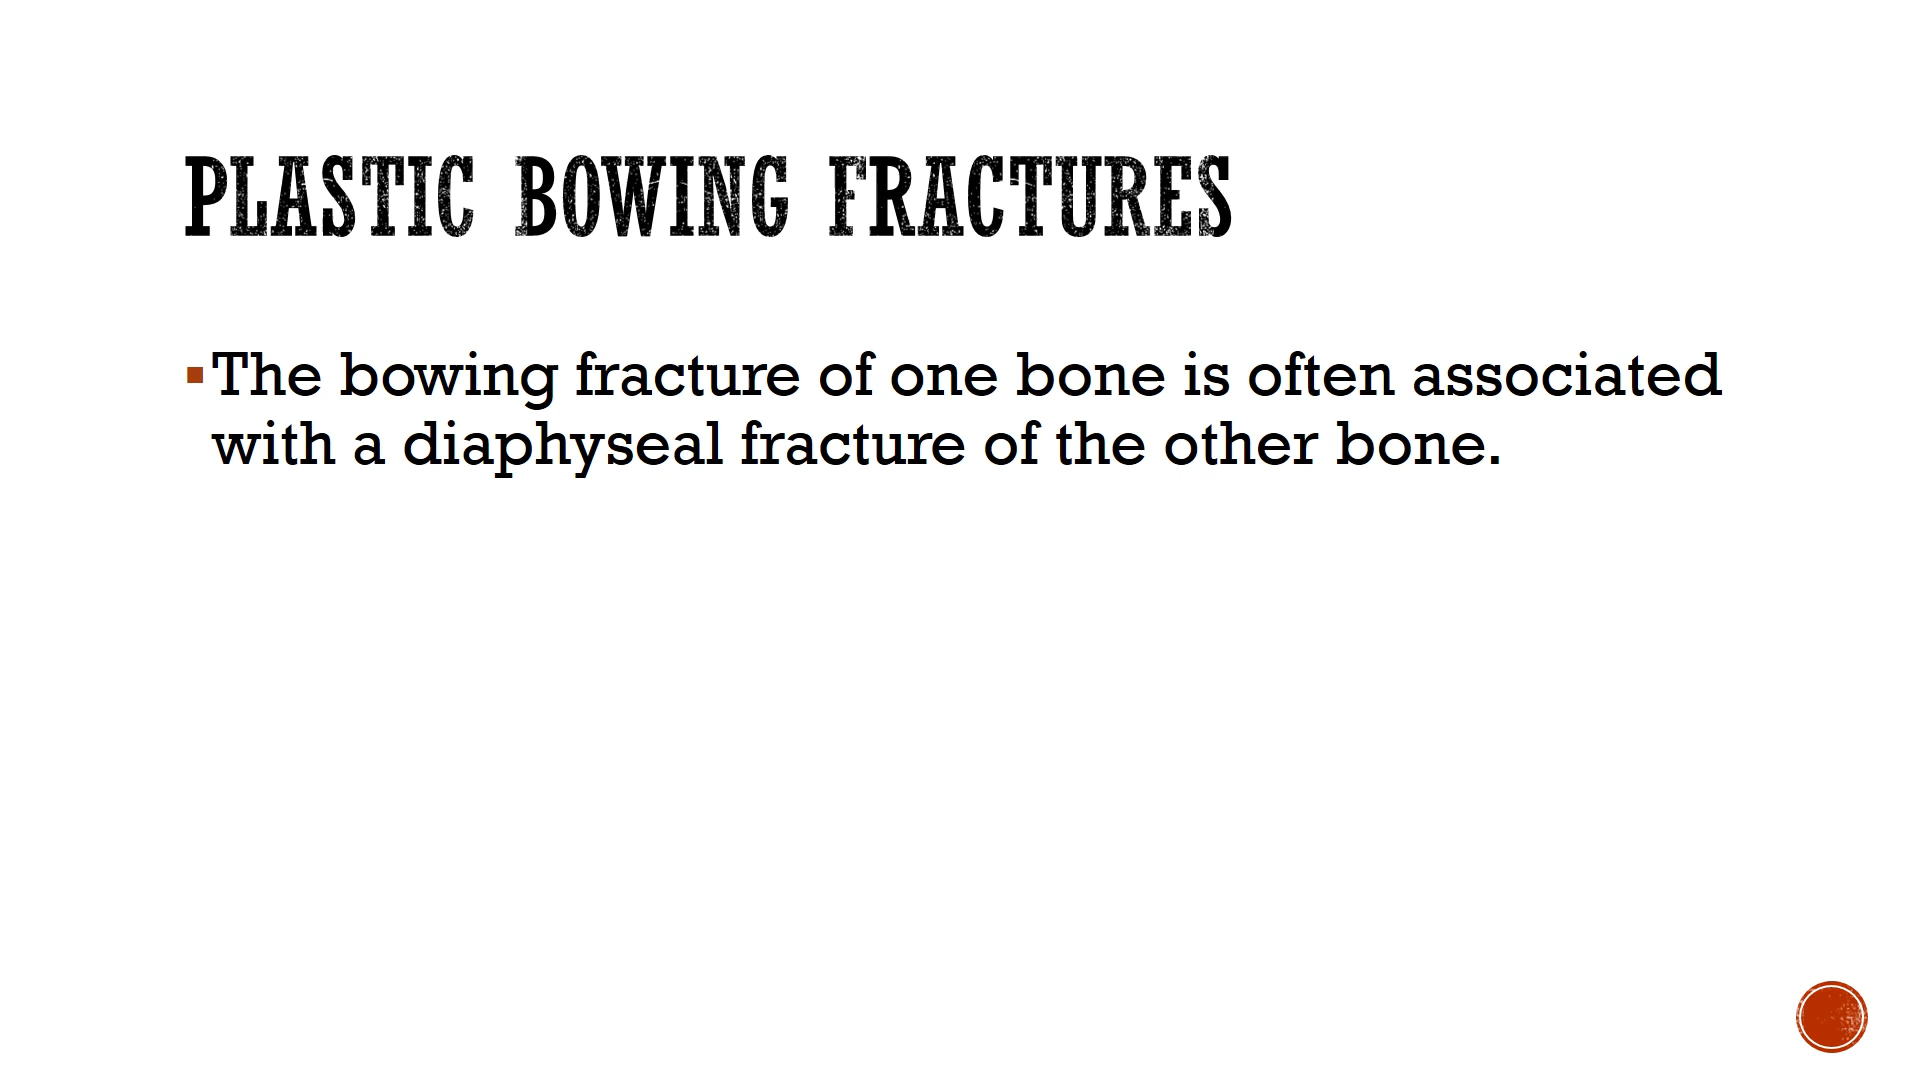 PLASTIC BOWING FRACTURES
▪The bowing fracture of one bone is often associated
with a diaphyseal fracture of the other bone.